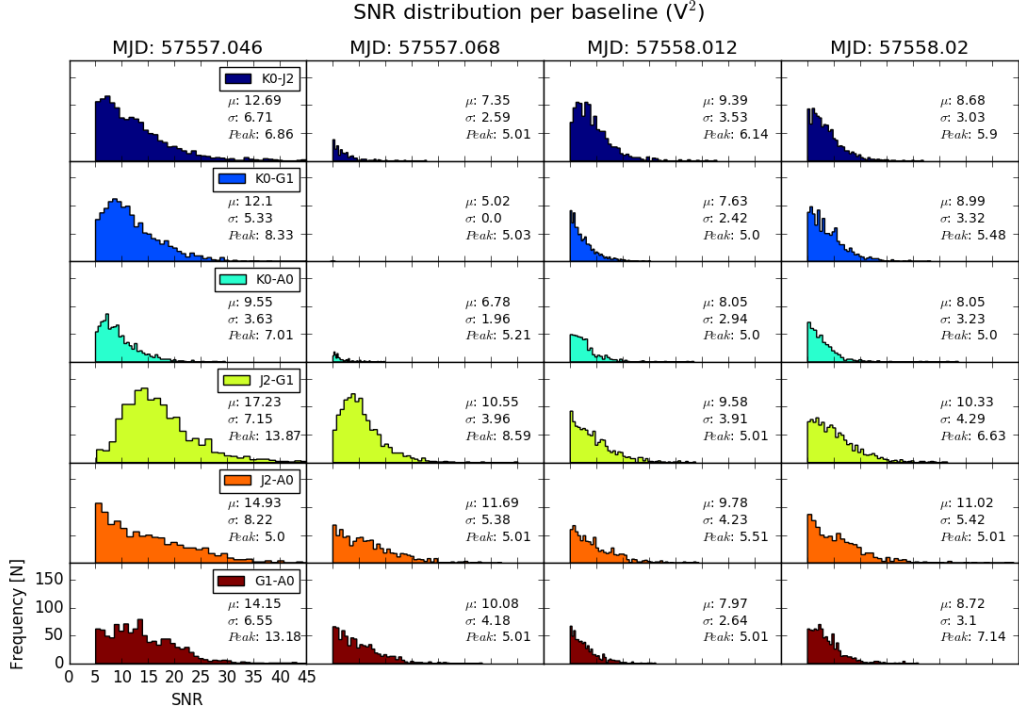 SNR distribution per baseline (V²)
MJD: 57557.046 MJD: 57557.068 MJD: 57558.012 MJD: 57558.02
K0-J2
μ: 12.69 μ: 7.35 μ: 9.39 μ: 8.68
σ: 6.71 σ: 2.59 σ: 3.53 σ: 3.03
Peak: 6.86 Peak: 5.01 Peak: 6.14 Peak: 5.9
K0-G1
μ: 12.1 μ: 5.02 μ: 7.63 μ: 8.99
σ: 5.33 σ: 0.0 σ: 2.42 σ: 3.32
Peak: 8.33 Peak: 5.03 Peak: 5.0 Peak: 5.48
K0-A0
μ: 9.55 μ: 6.78 μ: 8.05 μ: 8.05
σ: 3.63 σ: 1.96 σ: 2.94 σ: 3.23
Peak: 7.01 Peak: 5.21 Peak: 5.0 Peak: 5.0
J2-G1
μ: 17.23 μ: 10.55 μ: 9.58 μ: 10.33
σ: 7.15 σ: 3.96 σ: 3.91 σ: 4.29
Peak: 13.87 Peak: 8.59 Peak: 5.01 Peak: 6.63
J2-A0
μ: 14.93 μ: 11.69 μ: 9.78 μ: 11.02
σ: 8.22 σ: 5.38 σ: 4.23 σ: 5.42
Peak: 5.0 Peak: 5.01 Peak: 5.51 Peak: 5.01
G1-A0
μ: 14.15 μ: 10.08 μ: 7.97 μ: 8.72
σ: 6.55 σ: 4.18 σ: 2.64 σ: 3.1
Peak: 13.18 Peak: 5.01 Peak: 5.01 Peak: 7.14
Frequency [N]
150
100
50
0
0 5 10 15 20 25 30 35 40 45
SNR